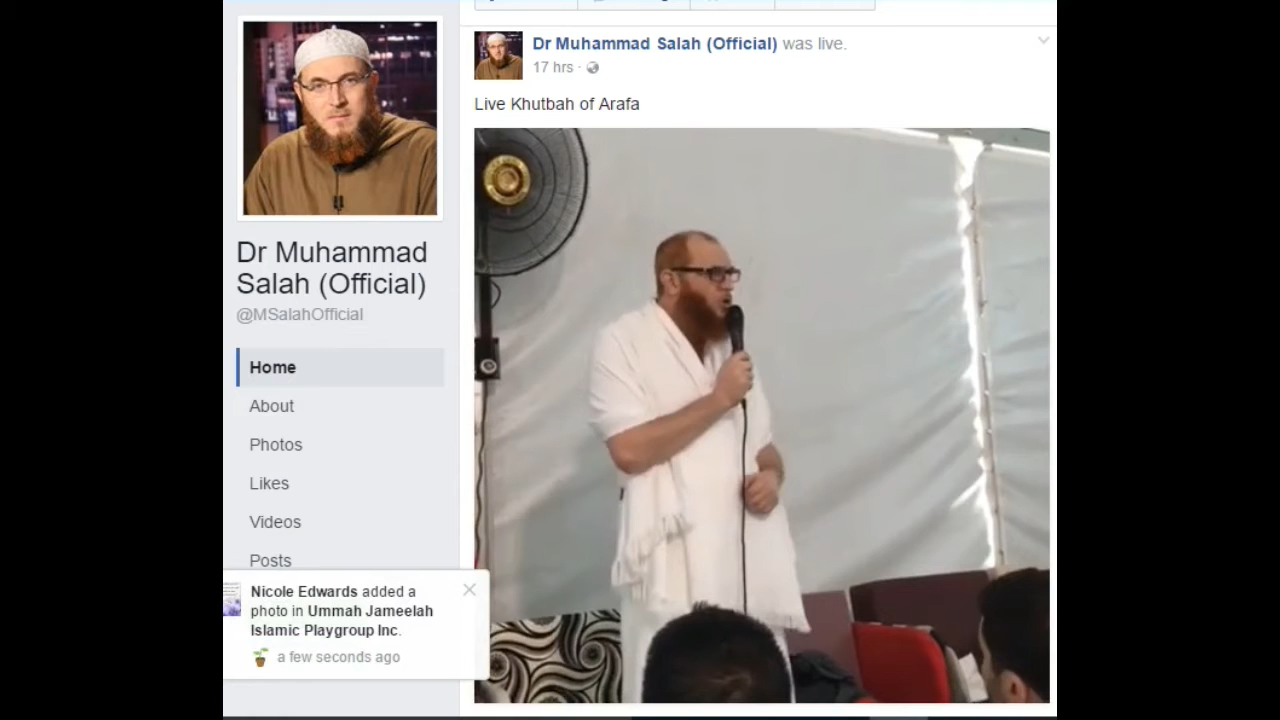 Dr Muhammad
Salah (Official)
@MSalahOfficial
Home
About
Photos
Likes
Videos
Posts
Nicole Edwards added a
photo in Ummah Jameelah
Islamic Playgroup Inc.
a few seconds ago
Dr Muhammad Salah (Official) was live.
17 hrs ·
Live Khutbah of Arafa